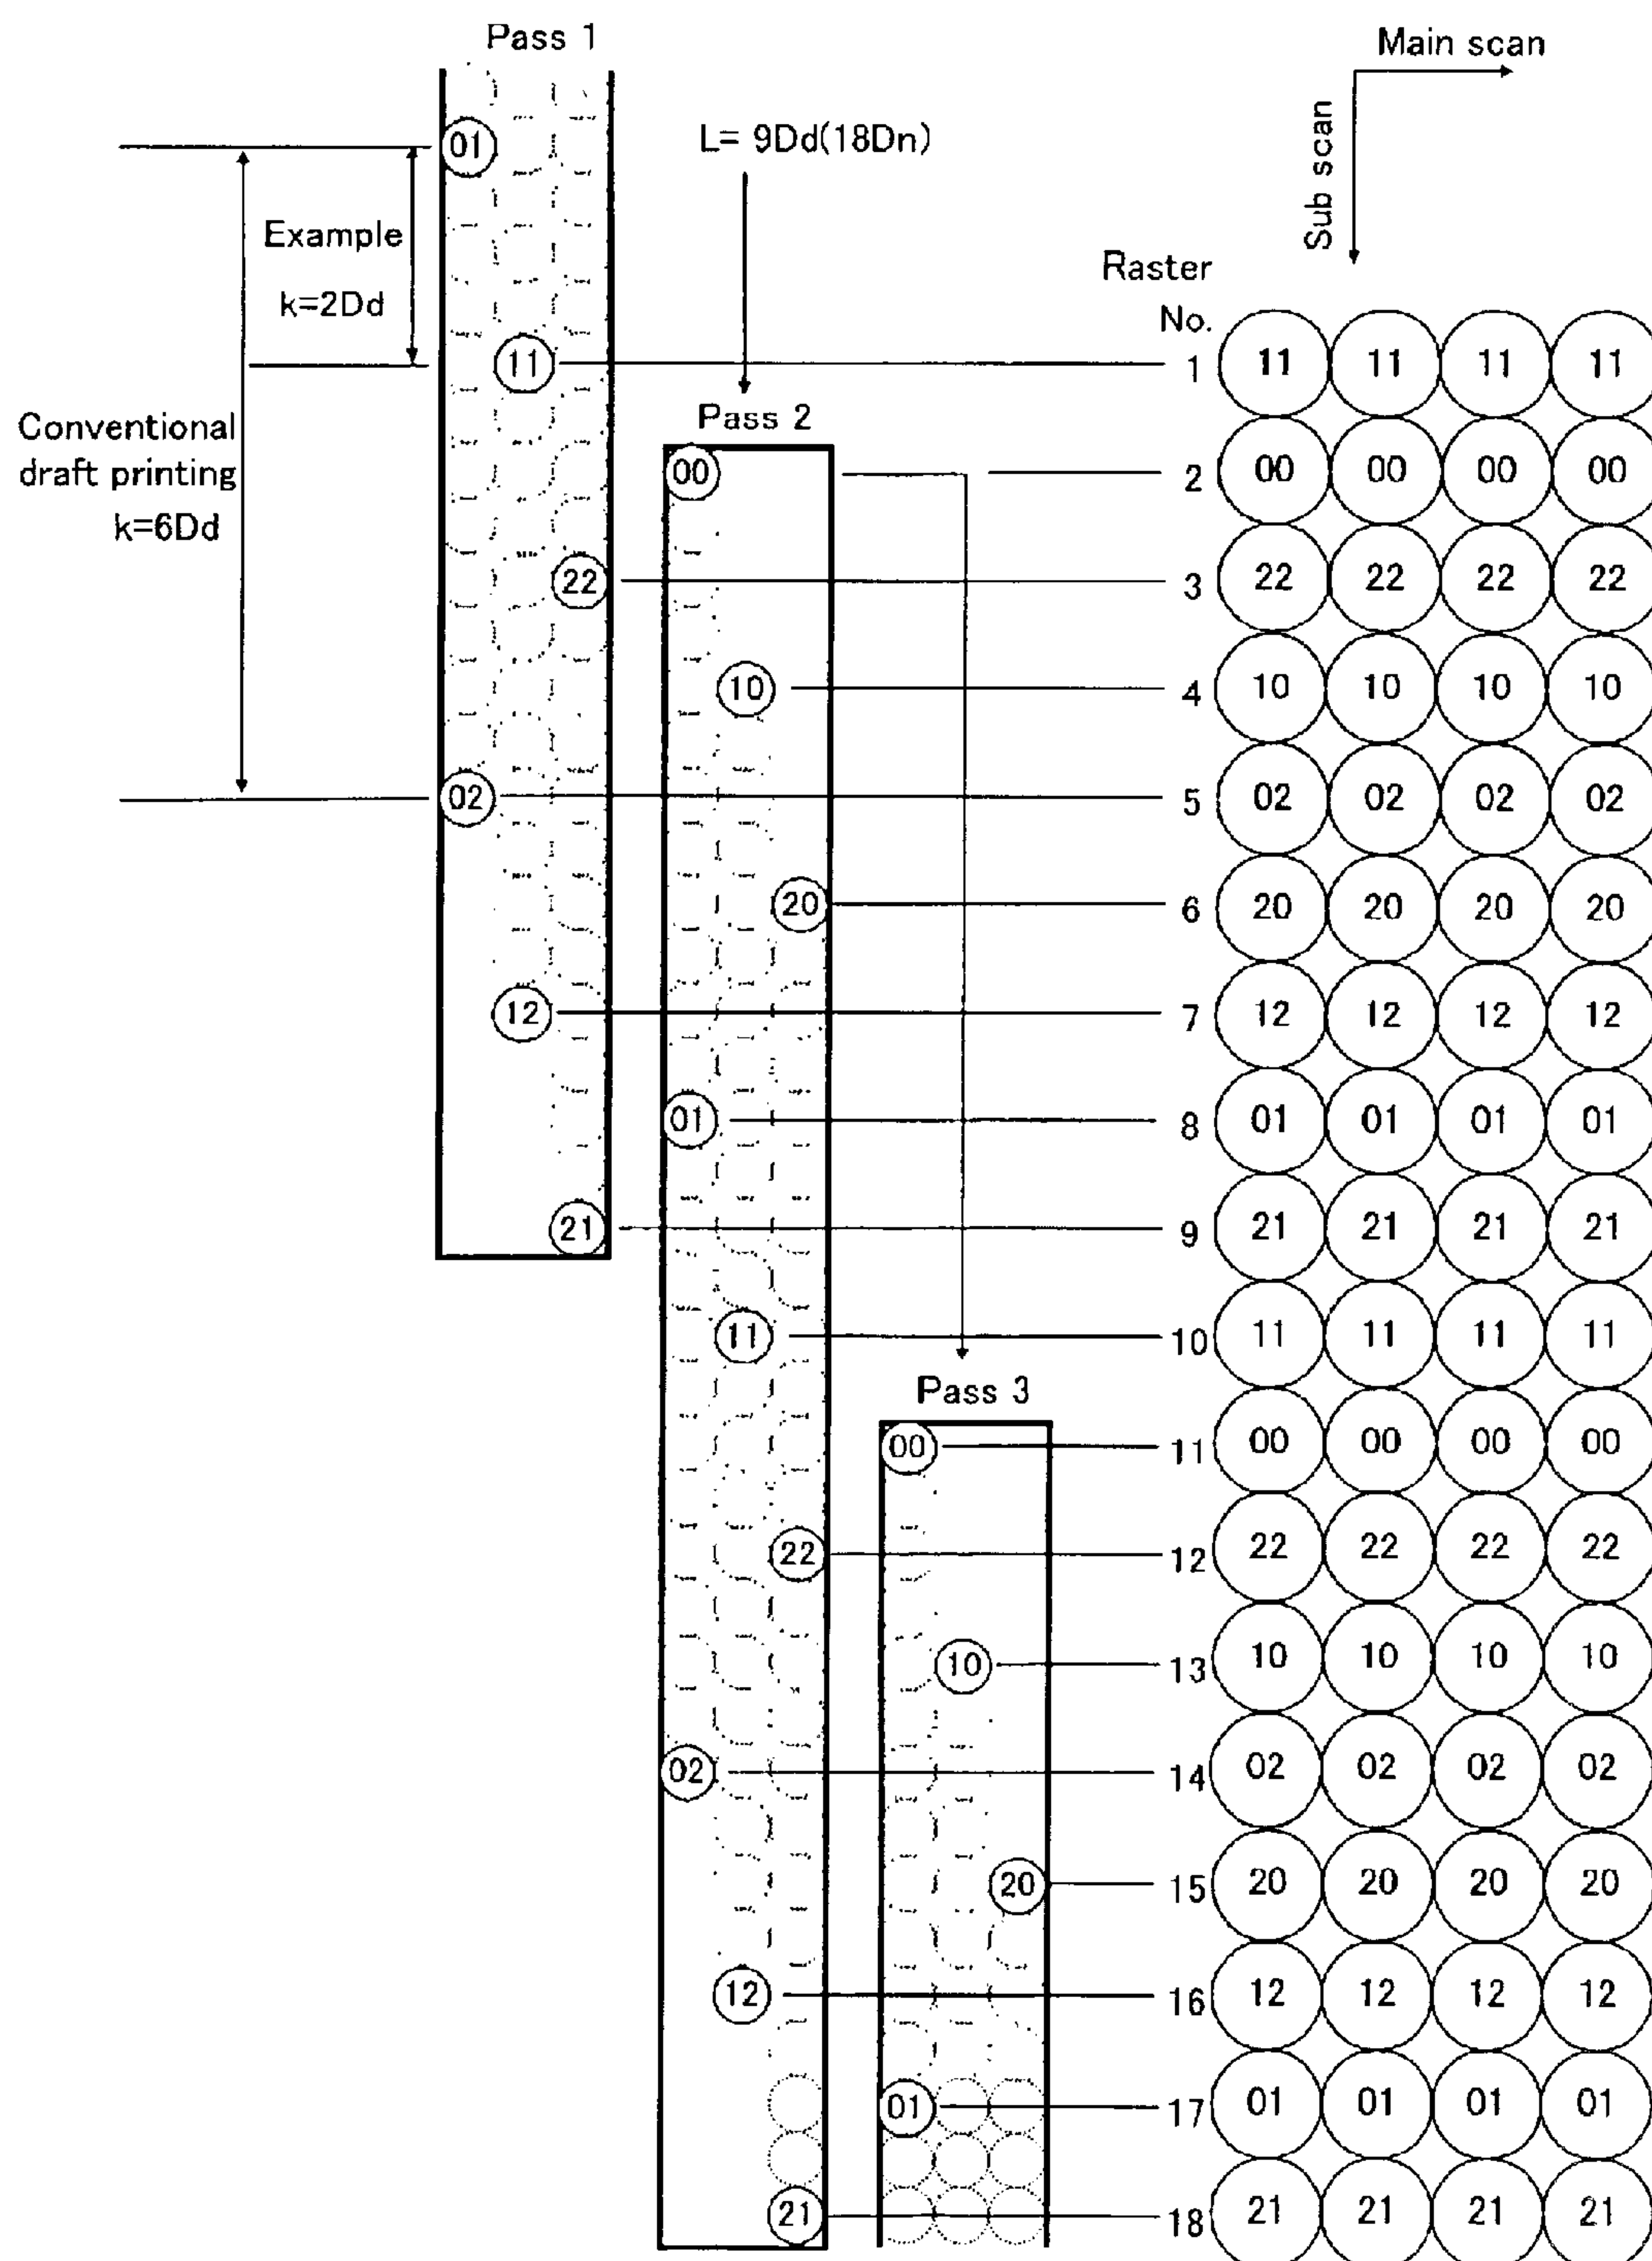 Pass 1
Main scan
Sub scan
01
L= 9Dd(18Dn)
Example
k=2Dd
Raster
No.
11
1 11 11 11 11
Conventional
draft printing
k=6Dd
Pass 2
00
2 00 00 00 00
22
3 22 22 22 22
10
4 10 10 10 10
02
5 02 02 02 02
20
6 20 20 20 20
12
7 12 12 12 12
01
8 01 01 01 01
21
9 21 21 21 21
11
10 11 11 11 11
Pass 3
00
11 00 00 00 00
22
12 22 22 22 22
10
13 10 10 10 10
02
14 02 02 02 02
20
15 20 20 20 20
12
16 12 12 12 12
01
17 01 01 01 01
21
18 21 21 21 21